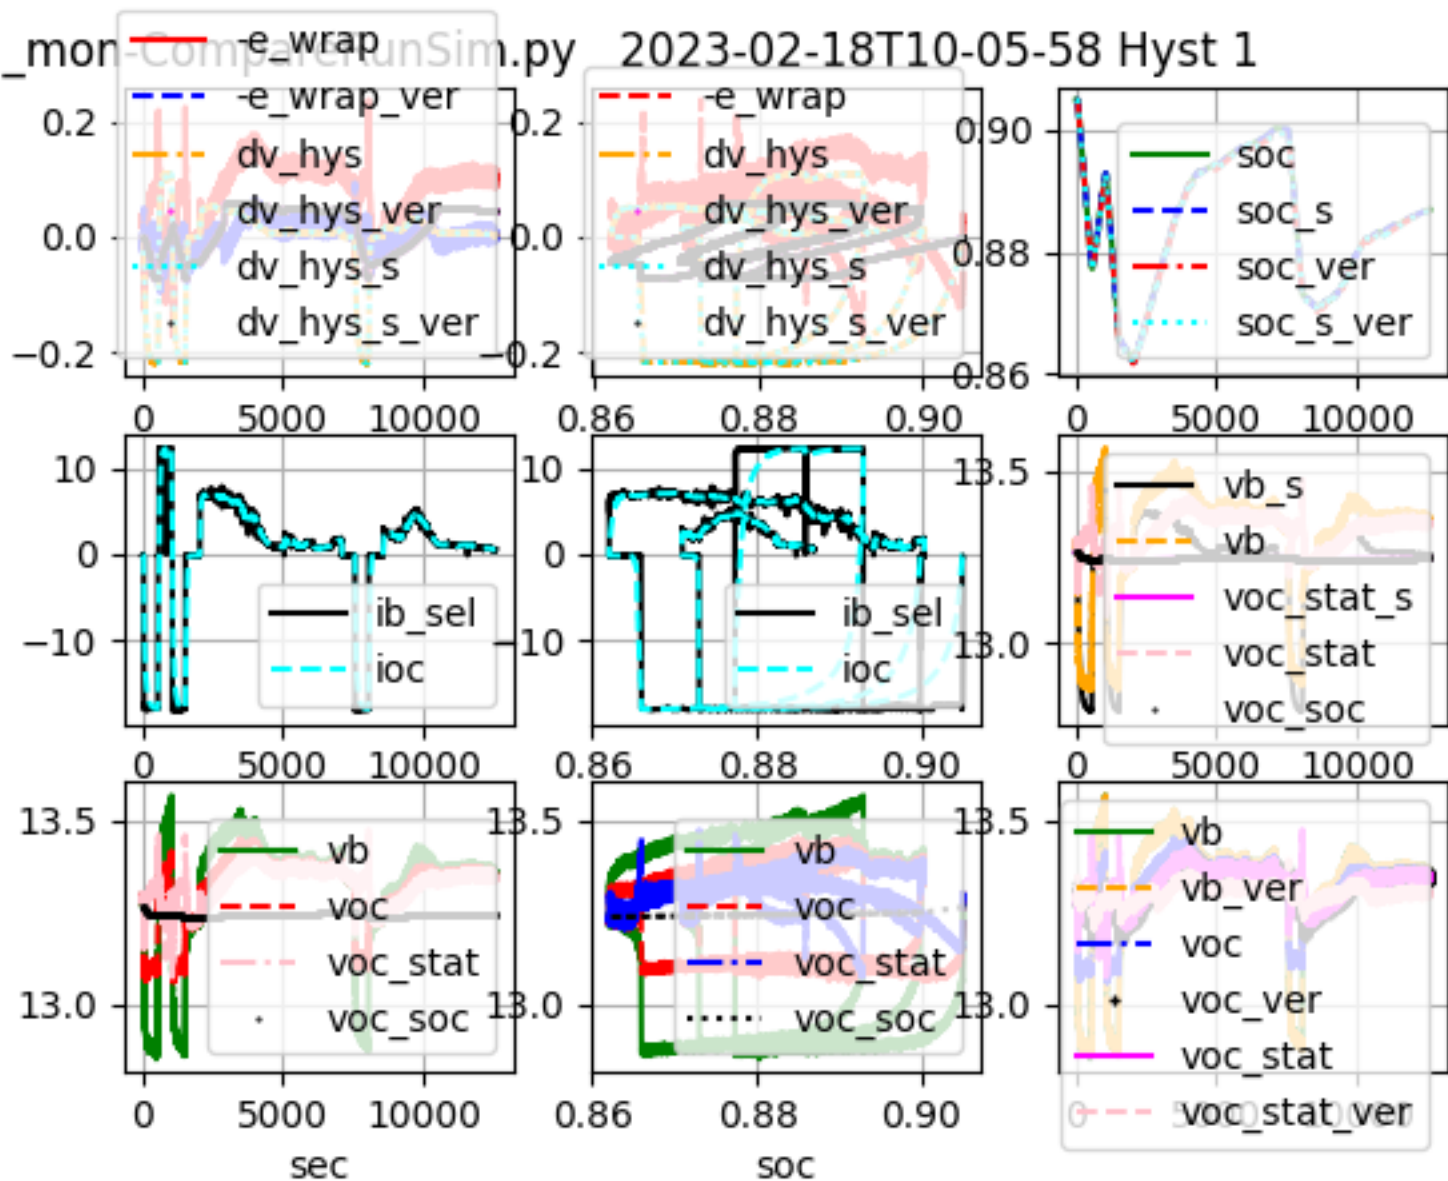 _mon-CompareRunSim.py 2023-02-18T10-05-58 Hyst 1
-e_wrap
-e_wrap_ver
dv_hys
dv_hys_ver
dv_hys_s
dv_hys_s_ver
0.2
0.0
−0.2
0 5000 10000
-e_wrap
dv_hys
dv_hys_ver
dv_hys_s
dv_hys_s_ver
0.2
0.0
−0.2
0.86 0.88 0.90
soc
soc_s
soc_ver
soc_s_ver
0.90
0.88
0.86
0 5000 10000
10
0
−10
ib_sel
ioc
0 5000 10000
10
0
−10
ib_sel
ioc
0.86 0.88 0.90
13.5
13.0
vb_s
vb
voc_stat_s
voc_stat
voc_soc
0 5000 10000
13.5
13.0
vb
voc
voc_stat
voc_soc
0 5000 10000
sec
13.5
13.0
vb
voc
voc_stat
voc_soc
0.86 0.88 0.90
soc
13.5
13.0
vb
vb_ver
voc
voc_ver
voc_stat
voc_stat_ver
0 5000 10000